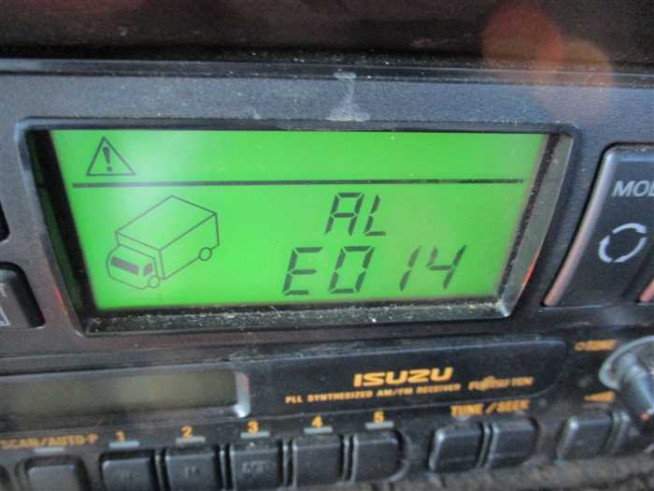 AL
E014
MOD
ISUZU
PLL SYNTHESIZED AM/FM RECEIVER FUJITSU TEN
SCAN/AUTO-P 1 2 3 4 5 TUNE/SEEK